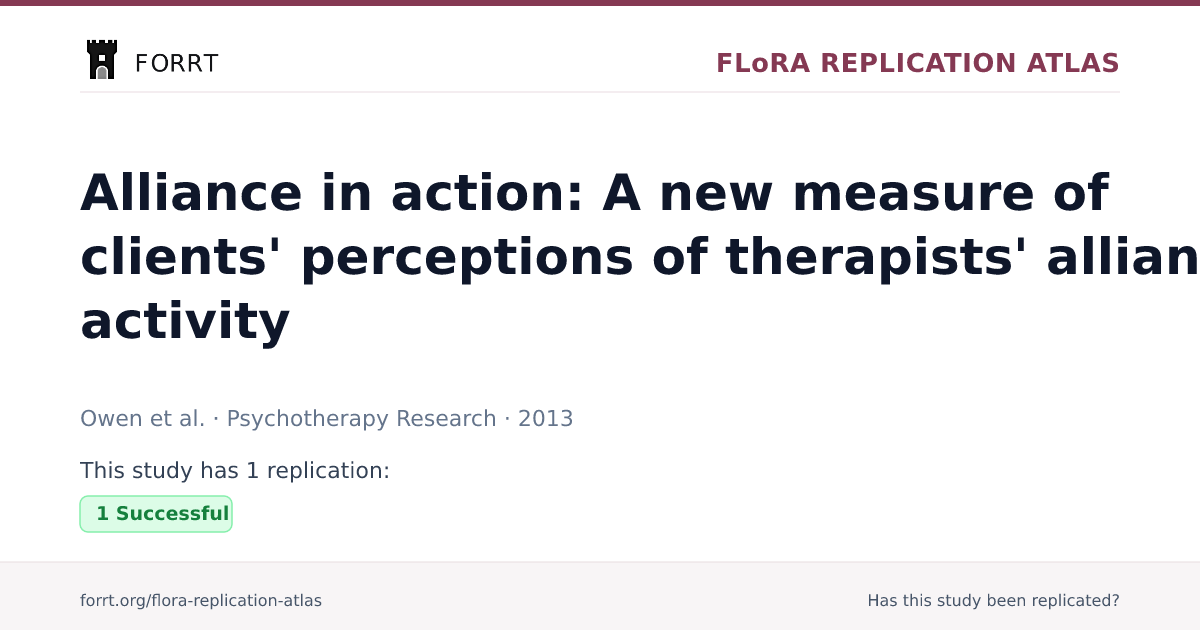 FORRT
FLoRA REPLICATION ATLAS
Alliance in action: A new measure of
clients' perceptions of therapists' allian
activity
Owen et al. · Psychotherapy Research · 2013
This study has 1 replication:
1 Successful
forrt.org/flora-replication-atlas
Has this study been replicated?